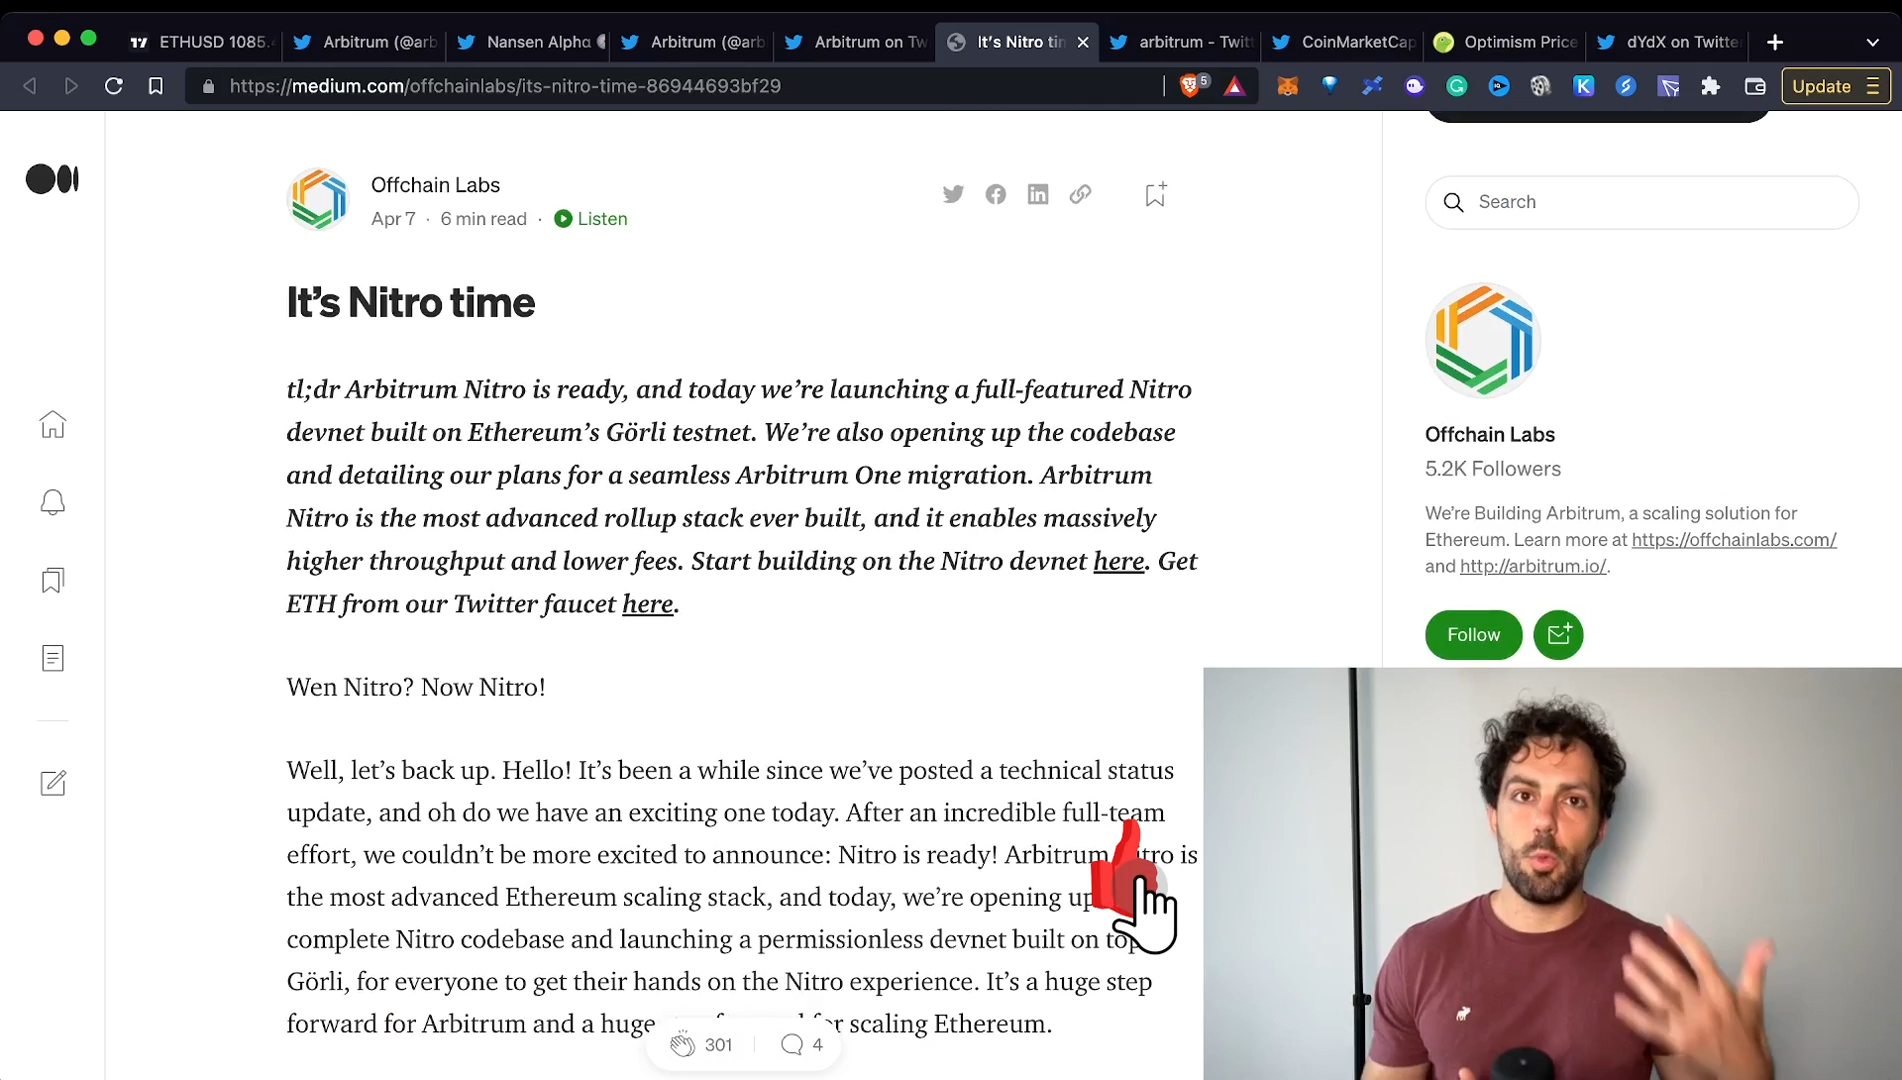 ETHUSD 1085.
Arbitrum (@arb
Nansen Alpha
Arbitrum (@arb
Arbitrum on Tw
It's Nitro tin
arbitrum - Twitt
CoinMarketCap
Optimism Price
dYdX on Twitte
https://medium.com/offchainlabs/its-nitro-time-86944693bf29
5
Update
Offchain Labs
Apr 7 · 6 min read · Listen
Search
It's Nitro time
tl;dr Arbitrum Nitro is ready, and today we're launching a full-featured Nitro
devnet built on Ethereum's Görli testnet. We're also opening up the codebase
and detailing our plans for a seamless Arbitrum One migration. Arbitrum
Nitro is the most advanced rollup stack ever built, and it enables massively
higher throughput and lower fees. Start building on the Nitro devnet here. Get
ETH from our Twitter faucet here.
Wen Nitro? Now Nitro!
Well, let's back up. Hello! It's been a while since we've posted a technical status
update, and oh do we have an exciting one today. After an incredible full-team
effort, we couldn't be more excited to announce: Nitro is ready! Arbitrum Nitro is
the most advanced Ethereum scaling stack, and today, we're opening up
complete Nitro codebase and launching a permissionless devnet built on top
Görli, for everyone to get their hands on the Nitro experience. It's a huge step
forward for Arbitrum and a huge for scaling Ethereum.
301
4
Offchain Labs
5.2K Followers
We're Building Arbitrum, a scaling solution for
Ethereum. Learn more at https://offchainlabs.com/
and http://arbitrum.io/.
Follow